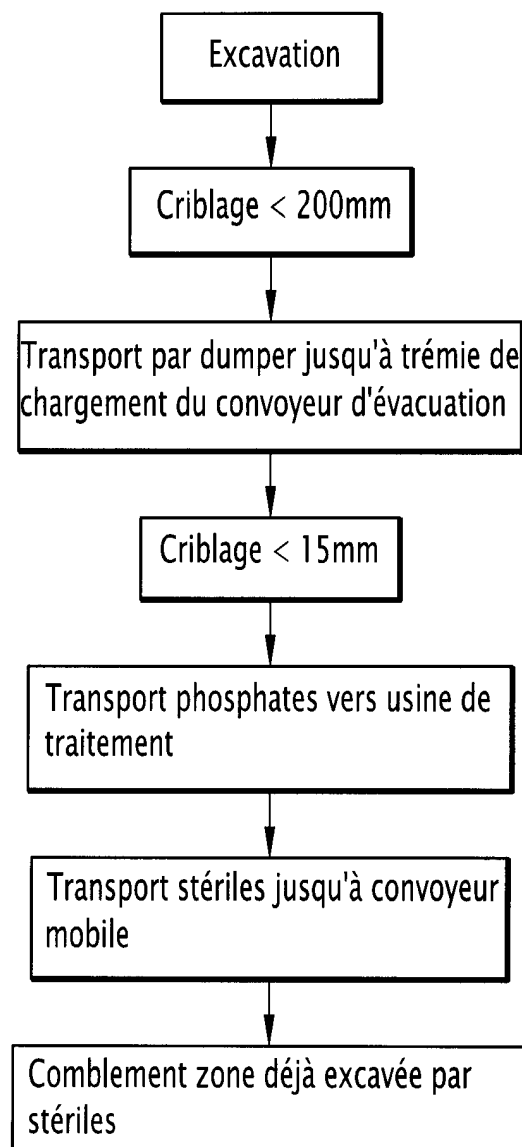 Excavation
Criblage < 200mm
Transport par dumper jusqu'à trémie de
chargement du convoyeur d'évacuation
Criblage < 15mm
Transport phosphates vers usine de
traitement
Transport stériles jusqu'à convoyeur
mobile
Comblement zone déjà excavée par
stériles